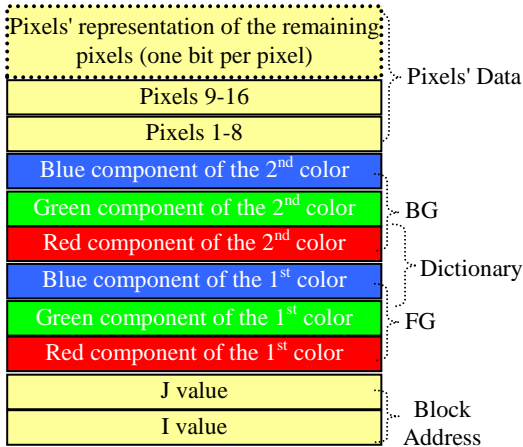 Pixels' representation of the remaining
pixels (one bit per pixel)
Pixels 9-16
Pixels 1-8
Pixels' Data
Blue component of the 2nd color
Green component of the 2nd color
Red component of the 2nd color
BG
Blue component of the 1st color
Green component of the 1st color
Red component of the 1st color
Dictionary
FG
J value
I value
Block
Address